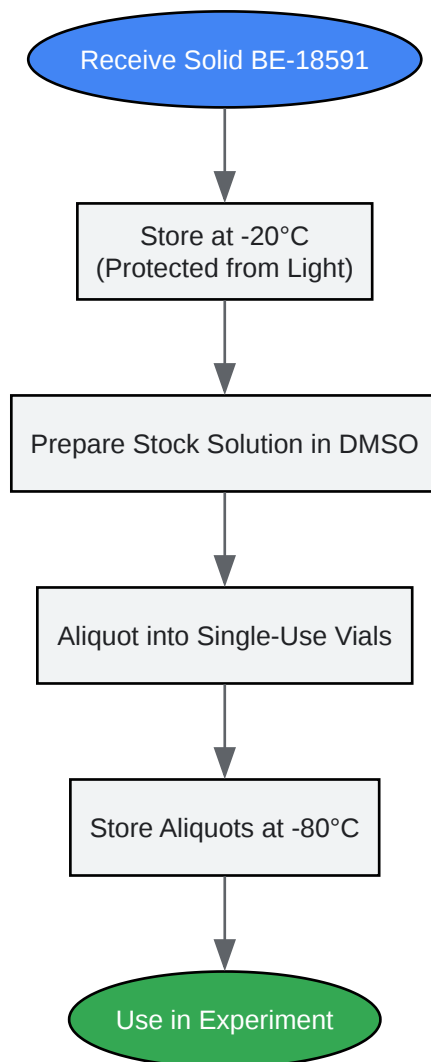 Receive Solid BE-18591
Store at -20°C
(Protected from Light)
Prepare Stock Solution in DMSO
Aliquot into Single-Use Vials
Store Aliquots at -80°C
Use in Experiment